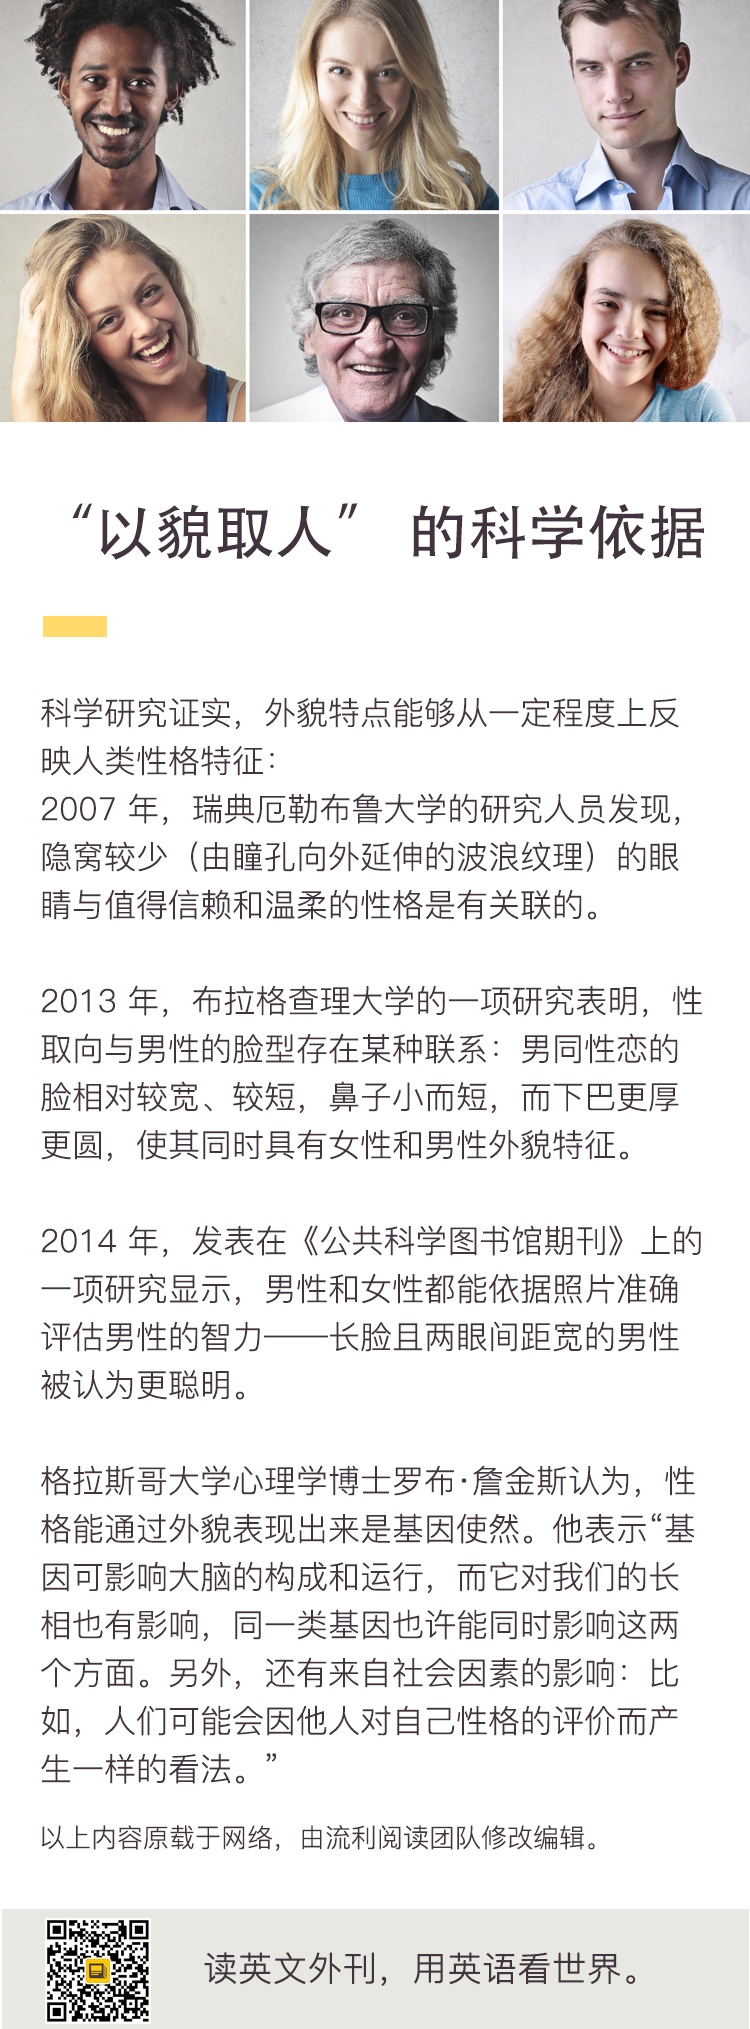 “以貌取人” 的科学依据
科学研究证实，外貌特点能够从一定程度上反
映人类性格特征：
2007 年，瑞典厄勒布鲁大学的研究人员发现，
隐窝较少（由瞳孔向外延伸的波浪纹理）的眼
睛与值得信赖和温柔的性格是有关联的。
2013 年，布拉格查理大学的一项研究表明，性
取向与男性的脸型存在某种联系：男同性恋的
脸相对较宽、较短，鼻子小而短，而下巴更厚
更圆，使其同时具有女性和男性外貌特征。
2014 年，发表在《公共科学图书馆期刊》上的
一项研究显示，男性和女性都能依据照片准确
评估男性的智力——长脸且两眼间距宽的男性
被认为更聪明。
格拉斯哥大学心理学博士罗布·詹金斯认为，性
格能通过外貌表现出来是基因使然。他表示“基
因可影响大脑的构成和运行，而它对我们的长
相也有影响，同一类基因也许能同时影响这两
个方面。另外，还有来自社会因素的影响：比
如，人们可能会因他人对自己性格的评价而产
生一样的看法。”
以上内容原载于网络，由流利阅读团队修改编辑。
读英文外刊，用英语看世界。